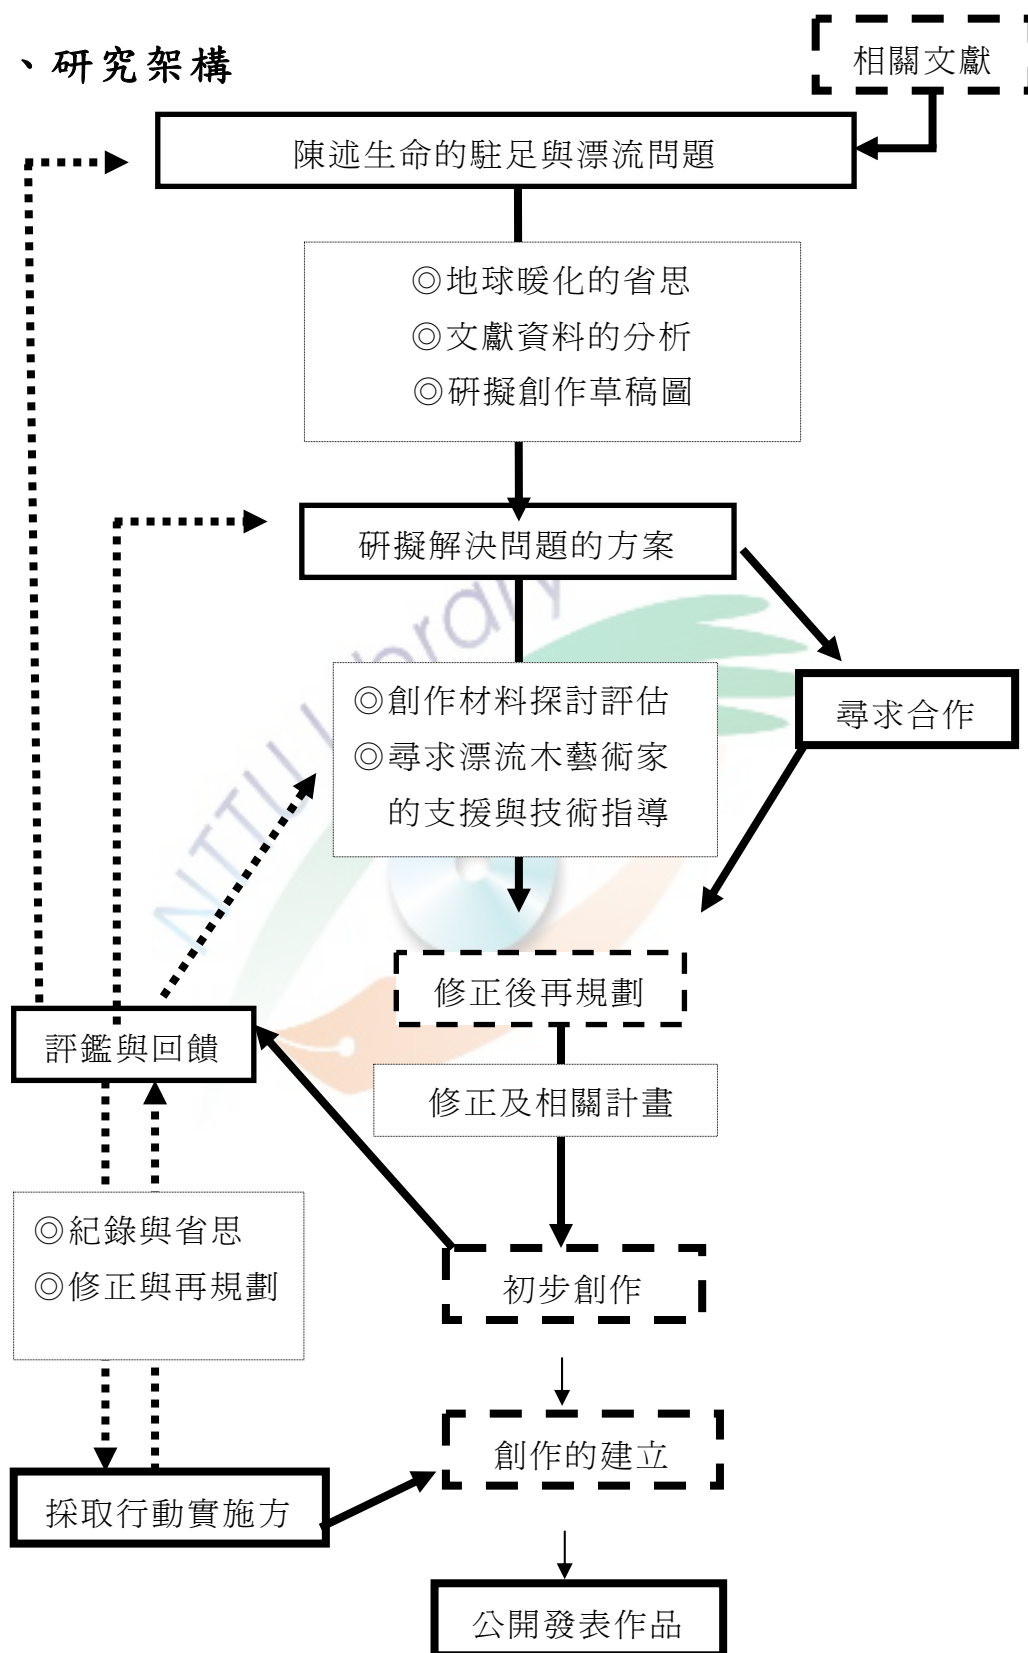 、研究架構
相關文獻
陳述生命的駐足與漂流問題
◎地球暖化的省思
◎文獻資料的分析
◎研擬創作草稿圖
研擬解決問題的方案
◎創作材料探討評估
◎尋求漂流木藝術家
的支援與技術指導
尋求合作
修正後再規劃
評鑑與回饋
修正及相關計畫
◎紀錄與省思
◎修正與再規劃
初步創作
創作的建立
採取行動實施方
公開發表作品